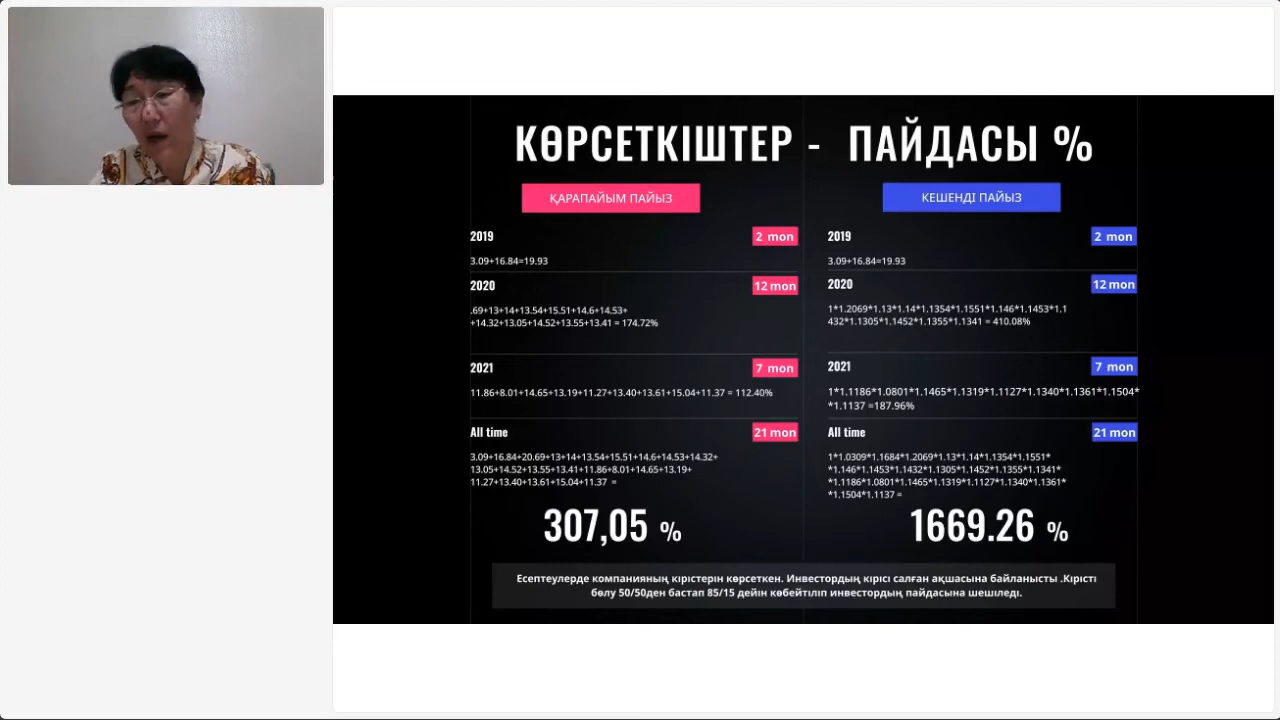 КӨРСЕТКІШТЕР - ПАЙДАСЫ %
ҚАРАПАЙЫМ ПАЙЫЗ
2019
2 mon
3.09+16.84=19.93
2020
12 mon
.69+13+14+13.54+15.51+14.6+14.53+
+14.32+13.05+14.52+13.55+13.41 = 174.72%
2021
7 mon
11.86+8.01+14.65+13.19+11.27+13.40+13.61+15.04+11.37 = 112.40%
All time
21 mon
3.09+16.84+20.69+13+14+13.54+15.51+14.6+14.53+14.32+
13.05+14.52+13.55+13.41+11.86+8.01+14.65+13.19+
11.27+13.40+13.61+15.04+11.37 =
307,05 %
КЕШЕНДІ ПАЙЫЗ
2019
2 mon
3.09+16.84=19.93
2020
12 mon
1*1.2069*1.13*1.14*1.1354*1.1551*1.146*1.1453*1.1
432*1.1305*1.1452*1.1355*1.1341 = 410.08%
2021
7 mon
1*1.1186*1.0801*1.1465*1.1319*1.1127*1.1340*1.1361*1.1504*
*1.1137 =187.96%
All time
21 mon
1*1.0309*1.1684*1.2069*1.13*1.14*1.1354*1.1551*
*1.146*1.1453*1.1432*1.1305*1.1452*1.1355*1.1341*
*1.1186*1.0801*1.1465*1.1319*1.1127*1.1340*1.1361*
*1.1504*1.1137 =
1669.26 %
Есептеулерде компанияның кірістерін көрсеткен. Инвестордың кірісі салған ақшасына байланысты .Кірісті
бөлу 50/50ден бастап 85/15 дейін көбейтіліп инвестордың пайдасына шешіледі.